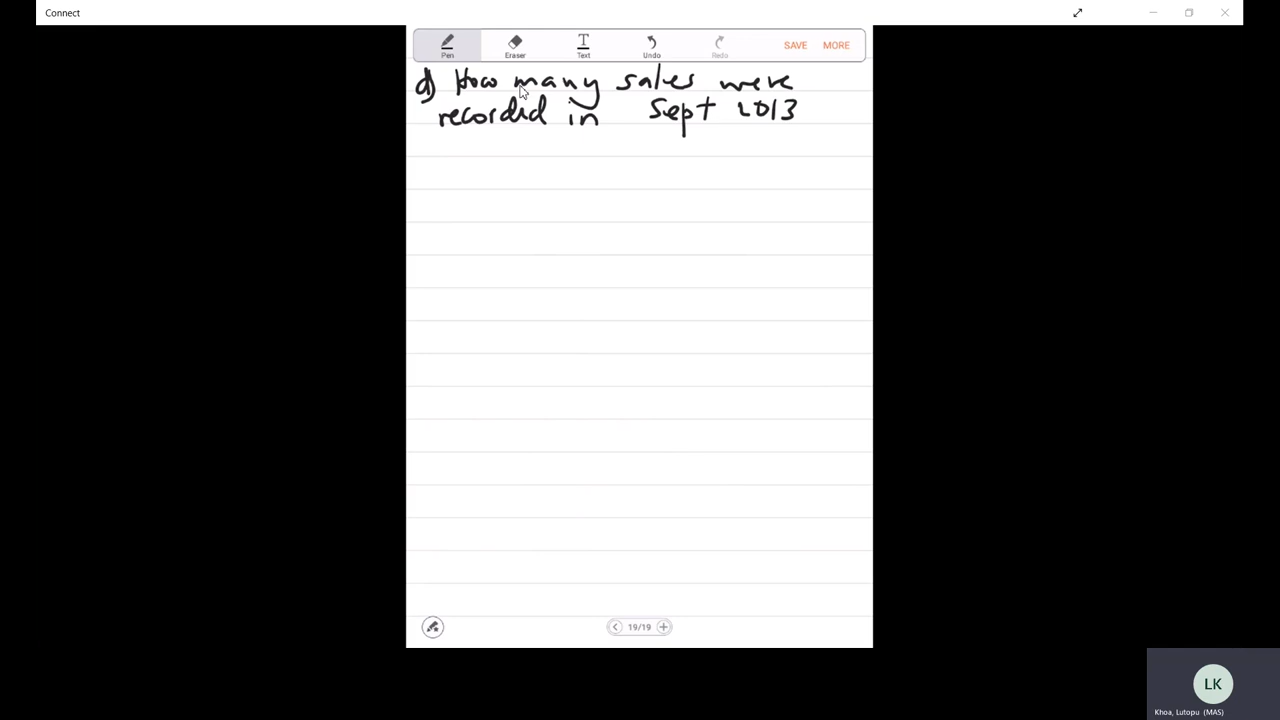 Connect
Pen
Eraser
Text
Undo
Redo
SAVE
MORE
d) How many sales were
recorded in Sept 2013
19/19
LK
Khoa, Lutopu (MAS)